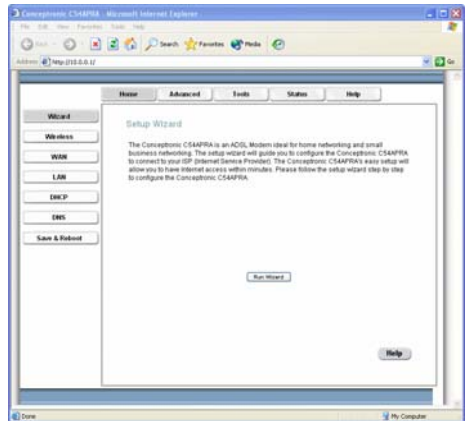 Conceptronic C54APRA - Microsoft Internet Explorer
File Edit View Favorites Tools Help
Back Search Favorites Media
Address http://10.0.0.1/ Go
Home Advanced Tools Status Help
Wizard
Wireless
WAN
LAN
DHCP
DNS
Save & Reboot
Setup Wizard
The Conceptronic C54APRA is an ADSL Modem ideal for home networking and small
business networking. The setup wizard will guide you to configure the Conceptronic C54APRA
to connect to your ISP (Internet Service Provider). The Conceptronic C54APRA's easy setup will
allow you to have Internet access within minutes. Please follow the setup wizard step by step
to configure the Conceptronic C54APRA.
Run Wizard
Help
Done
My Computer